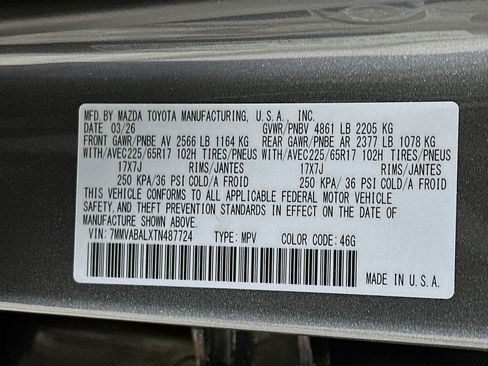 MFD. BY MAZDA TOYOTA MANUFACTURING, U.S.A., INC.
DATE 03/26 GVWR/PNBV 4861 LB 2205 KG
FRONT GAWR/PNBE AV 2566 LB 1164 KG REAR GAWR/PNBE AR 2377 LB 1078 KG
WITH/AVEC225/65R17 102H TIRES/PNEUS WITH/AVEC225/65R17 102H TIRES/PNEUS
17X7J RIMS/JANTES 17X7J RIMS/JANTES
250 KPA/ 36 PSI COLD/A FROID 250 KPA/ 36 PSI COLD/A FROID
THIS VEHICLE CONFORMS TO ALL APPLICABLE FEDERAL MOTOR VEHICLE
SAFETY, AND THEFT PREVENTION STANDARDS IN EFFECT ON THE DATE OF
MANUFACTURE SHOWN ABOVE.
VIN: 7MMVABALXTN487724 TYPE: MPV COLOR CODE: 46G
MADE IN U.S.A.